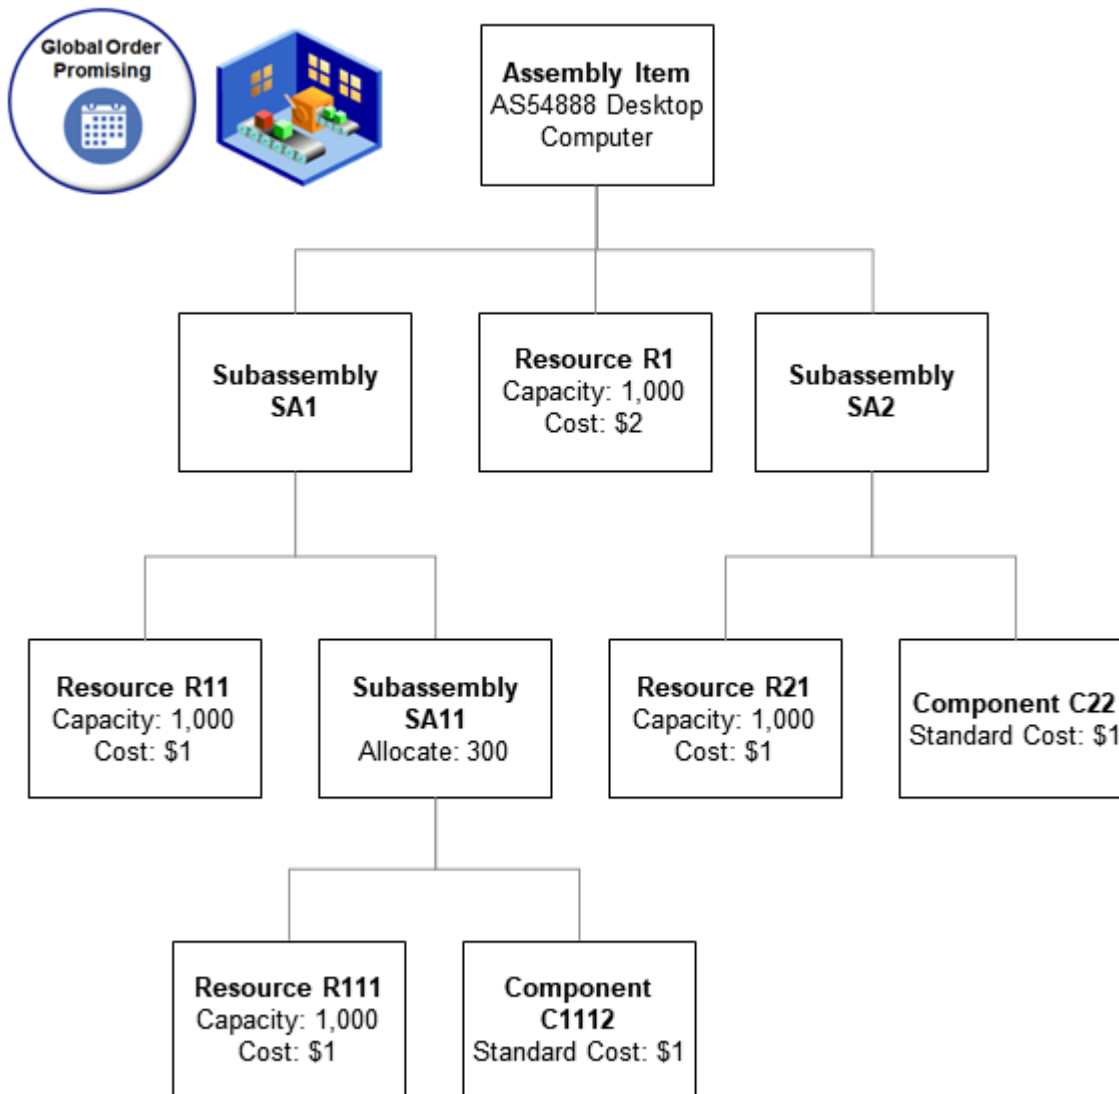 Global Order
Promising
Assembly Item
AS54888 Desktop
Computer
Subassembly
SA1
Resource R1
Capacity: 1,000
Cost: $2
Subassembly
SA2
Resource R11
Capacity: 1,000
Cost: $1
Subassembly
SA11
Allocate: 300
Resource R21
Capacity: 1,000
Cost: $1
Component C22
Standard Cost: $1
Resource R111
Capacity: 1,000
Cost: $1
Component
C1112
Standard Cost: $1